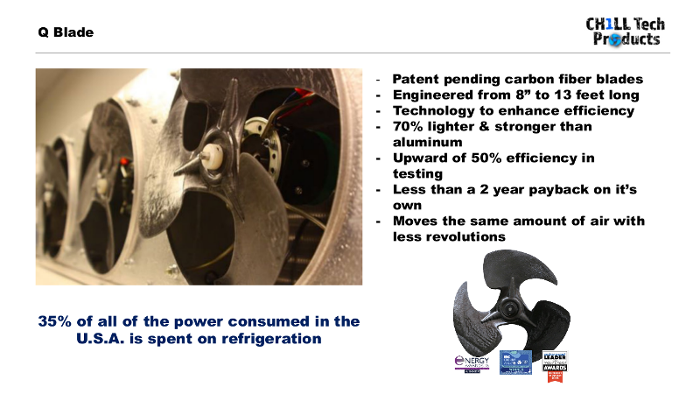 Q Blade
CH1LL Tech
Products
- Patent pending carbon fiber blades
- Engineered from 8” to 13 feet long
- Technology to enhance efficiency
- 70% lighter & stronger than
aluminum
- Upward of 50% efficiency in
testing
- Less than a 2 year payback on it’s
own
- Moves the same amount of air with
less revolutions
35% of all of the power consumed in the
U.S.A. is spent on refrigeration
ENERGY
LEADER
AWARDS